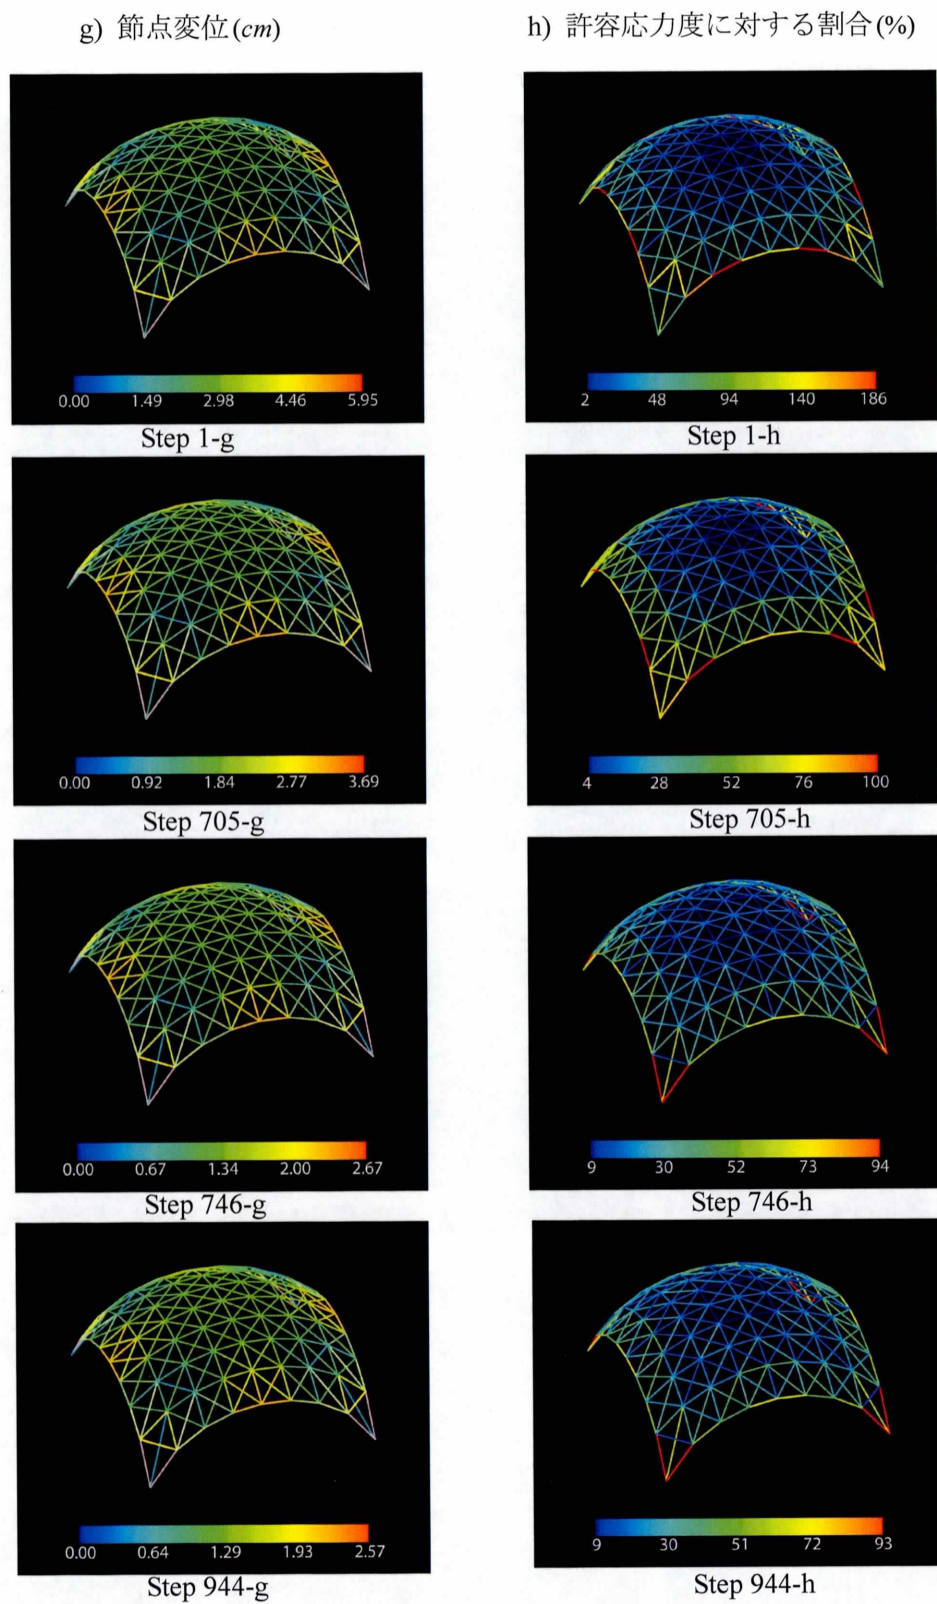 g) 節点変位(cm)
h) 許容応力度に対する割合(%)
0.00 1.49 2.98 4.46 5.95
2 48 94 140 186
Step 1-g
Step 1-h
0.00 0.92 1.84 2.77 3.69
4 28 52 76 100
Step 705-g
Step 705-h
0.00 0.67 1.34 2.00 2.67
9 30 52 73 94
Step 746-g
Step 746-h
0.00 0.64 1.29 1.93 2.57
9 30 51 72 93
Step 944-g
Step 944-h